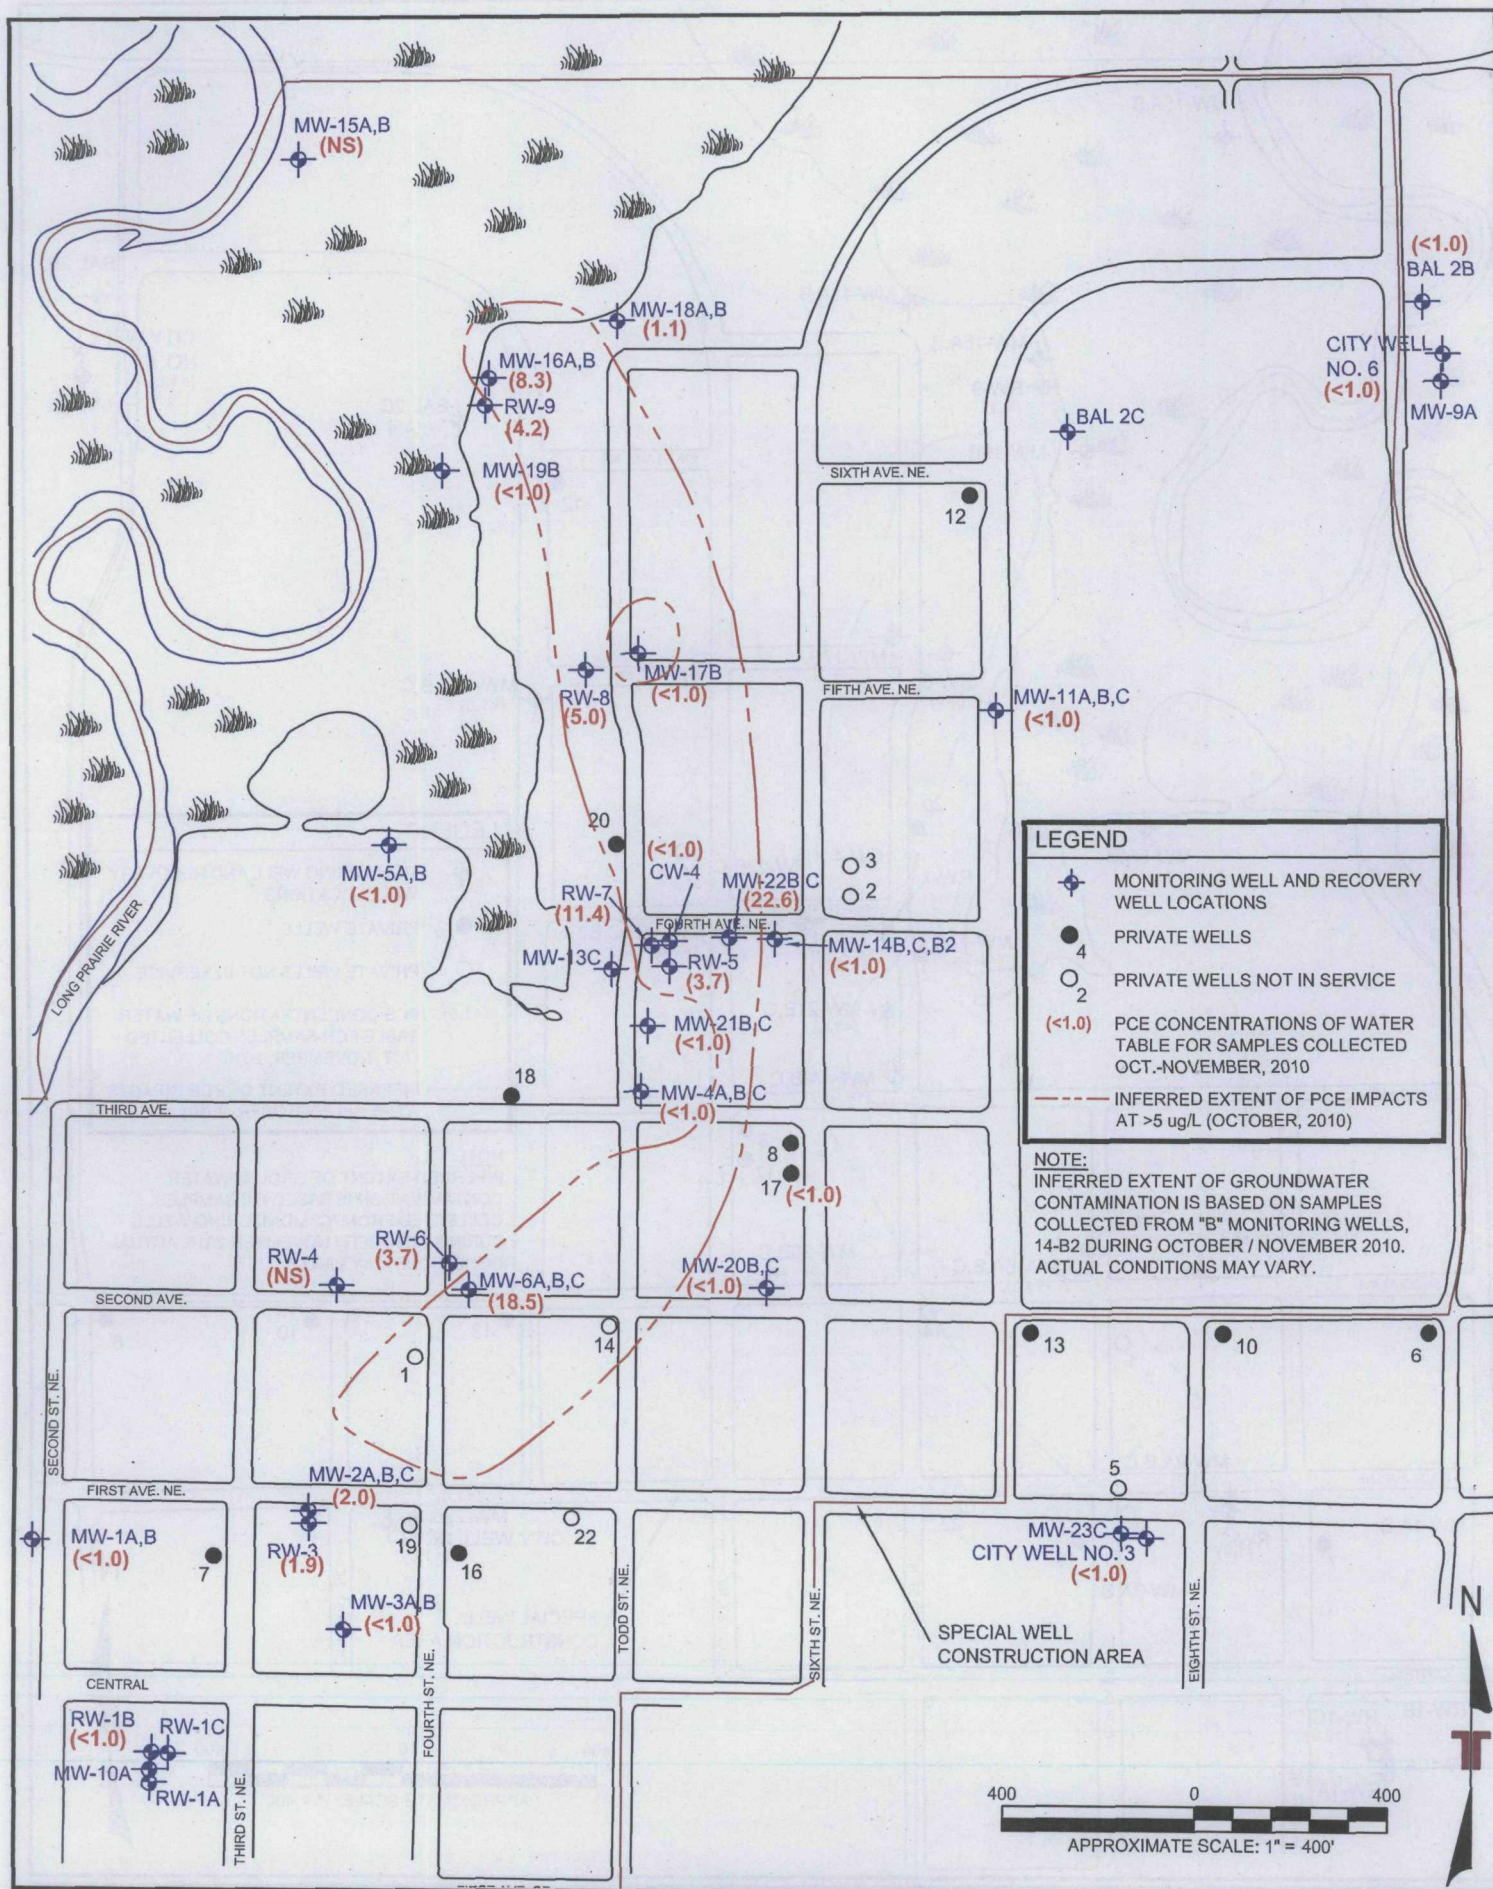 MW-15A,B
(NS)
(<1.0)
BAL 2B
MW-18A,B
(1.1)
CITY WELL
NO. 6
(<1.0)
MW-9A
MW-16A,B
(8.3)
RW-9
(4.2)
BAL 2C
MW-19B
(<1.0)
SIXTH AVE. NE.
12
MW-17B
(<1.0)
RW-8
(5.0)
FIFTH AVE. NE.
MW-11A,B,C
(<1.0)
20
(<1.0)
CW-4
MW-22B,C
(22.6)
3
2
MW-5A,B
(<1.0)
RW-7
(11.4)
FOURTH AVE. NE.
MW-14B,C,B2
(<1.0)
MW-13C
RW-5
(3.7)
LONG PRAIRIE RIVER
MW-21B,C
(<1.0)
18
MW-4A,B,C
(<1.0)
THIRD AVE.
LEGEND
MONITORING WELL AND RECOVERY
WELL LOCATIONS
4
PRIVATE WELLS
2
PRIVATE WELLS NOT IN SERVICE
(<1.0)
PCE CONCENTRATIONS OF WATER
TABLE FOR SAMPLES COLLECTED
OCT.-NOVEMBER, 2010
INFERRED EXTENT OF PCE IMPACTS
AT >5 ug/L (OCTOBER, 2010)
NOTE:
INFERRED EXTENT OF GROUNDWATER
CONTAMINATION IS BASED ON SAMPLES
COLLECTED FROM "B" MONITORING WELLS,
14-B2 DURING OCTOBER / NOVEMBER 2010.
ACTUAL CONDITIONS MAY VARY.
8
17
(<1.0)
RW-4
(NS)
RW-6
(3.7)
MW-6A,B,C
(18.5)
MW-20B,C
(<1.0)
SECOND AVE.
14
1
13
10
6
SECOND ST. NE.
FIRST AVE. NE.
MW-2A,B,C
(2.0)
RW-3
(1.9)
MW-1A,B
(<1.0)
7
19
16
22
5
MW-23C
CITY WELL NO. 3
(<1.0)
MW-3A,B
(<1.0)
TODD ST. NE.
SIXTH ST. NE.
EIGHTH ST. NE.
SPECIAL WELL
CONSTRUCTION AREA
N
CENTRAL
RW-1B
(<1.0)
RW-1C
MW-10A
RW-1A
THIRD ST. NE.
FOURTH ST. NE.
400
0
400
APPROXIMATE SCALE: 1" = 400'